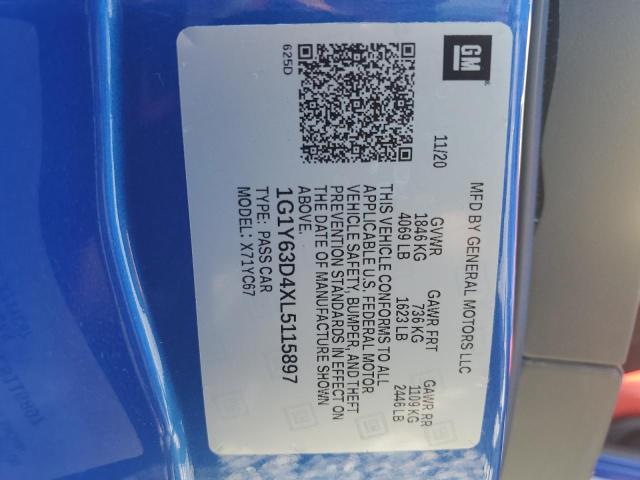 GM
MFD BY GENERAL MOTORS LLC
11/20
GVWR GAWR FRT GAWR RR
1846 KG 736 KG 1109 KG
4069 LB 1623 LB 2446 LB
THIS VEHICLE CONFORMS TO ALL
APPLICABLE U.S. FEDERAL MOTOR
VEHICLE SAFETY, BUMPER, AND THEFT
PREVENTION STANDARDS IN EFFECT ON
THE DATE OF MANUFACTURE SHOWN
ABOVE.
1G1Y63D4XL5115897
TYPE: PASS CAR
MODEL: X71YC67
625D